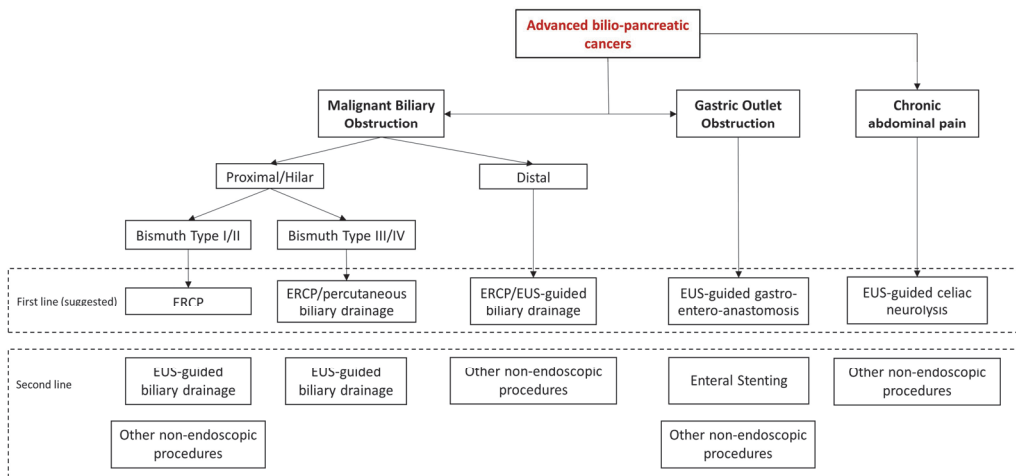 Advanced bilio-pancreatic
cancers
Malignant Biliary
Obstruction
Gastric Outlet
Obstruction
Chronic
abdominal pain
Proximal/Hilar
Distal
Bismuth Type I/II
Bismuth Type III/IV
First line (suggested)
ERCP
ERCP/percutaneous
biliary drainage
ERCP/EUS-guided
biliary drainage
EUS-guided gastro-
entero-anastomosis
EUS-guided celiac
neurolysis
Second line
EUS-guided
biliary drainage
EUS-guided
biliary drainage
Other non-endoscopic
procedures
Enteral Stenting
Other non-endoscopic
procedures
Other non-endoscopic
procedures
Other non-endoscopic
procedures